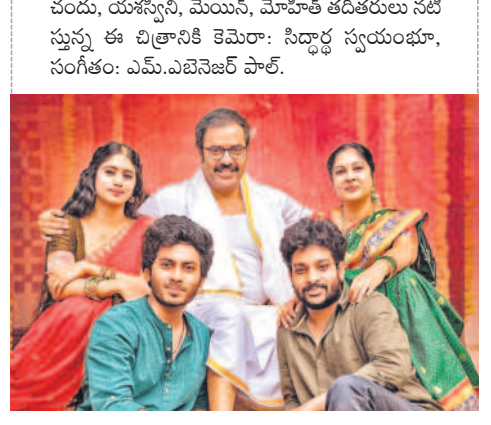 చందు, యశస్విని, మెయిన్, మోహిత్ తదితరులు నటి
స్తున్న ఈ చిత్రానికి కెమెరా: సిద్ధార్థ స్వయంభూ,
సంగీతం: ఎమ్.ఎబెనెజర్ పాల్.